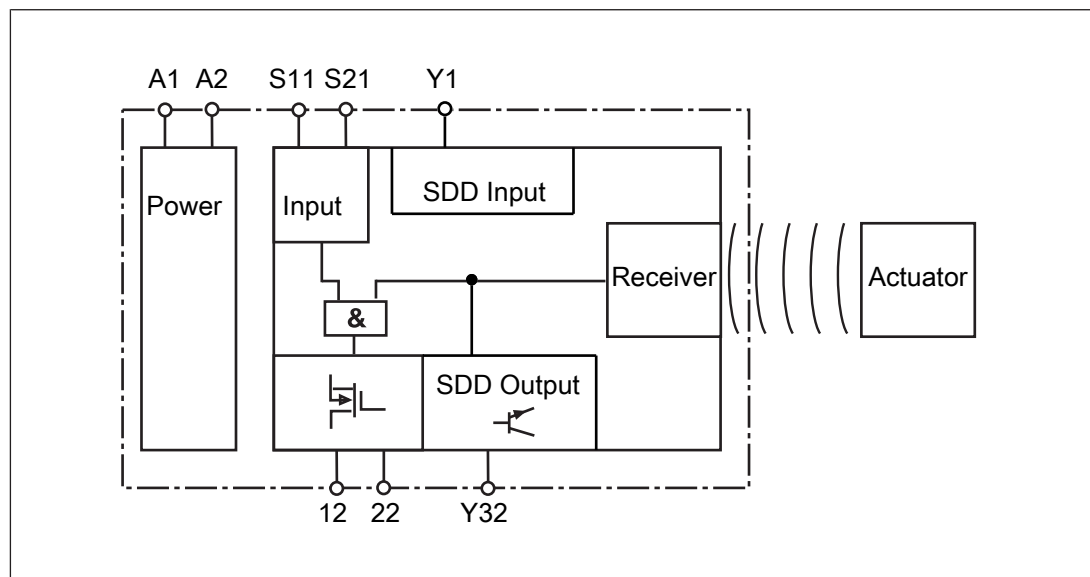 A1 A2 S11 S21 Y1
Power
Input
SDD Input
Receiver
Actuator
&
SDD Output
12 22 Y32